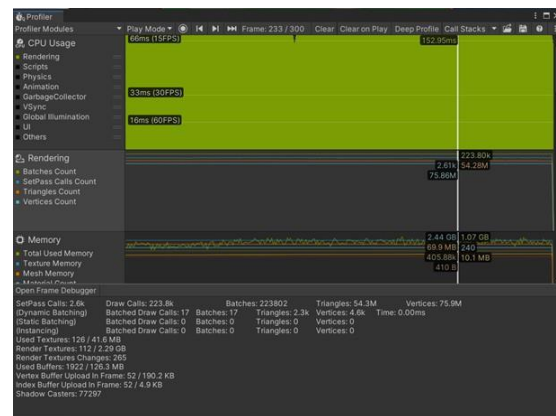 Profiler
Profiler Modules Play Mode Frame: 233 / 300 Clear Clear on Play Deep Profile Call Stacks
CPU Usage
Rendering
Scripts
Physics
Animation
GarbageCollector
VSync
Global Illumination
UI
Others
66ms (15FPS)
152.95ms
33ms (30FPS)
16ms (60FPS)
Rendering
Batches Count
SetPass Calls Count
Triangles Count
Vertices Count
223.80k
2.61k 54.28M
75.86M
Memory
Total Used Memory
Texture Memory
Mesh Memory
Material Count
2.44 GB 1.07 GB
69.9 MB 240
405.88k 10.1 MB
410 B
Open Frame Debugger
SetPass Calls: 2.6k Draw Calls: 223.8k Batches: 223802 Triangles: 54.3M Vertices: 75.9M
(Dynamic Batching) Batched Draw Calls: 17 Batches: 17 Triangles: 2.3k Vertices: 4.6k Time: 0.00ms
(Static Batching) Batched Draw Calls: 0 Batches: 0 Triangles: 0 Vertices: 0
(Instancing) Batched Draw Calls: 0 Batches: 0 Triangles: 0 Vertices: 0
Used Textures: 126 / 41.6 MB
Render Textures: 112 / 2.29 GB
Render Textures Changes: 265
Used Buffers: 1922 / 126.3 MB
Vertex Buffer Upload In Frame: 52 / 190.2 KB
Index Buffer Upload In Frame: 52 / 4.9 KB
Shadow Casters: 77297